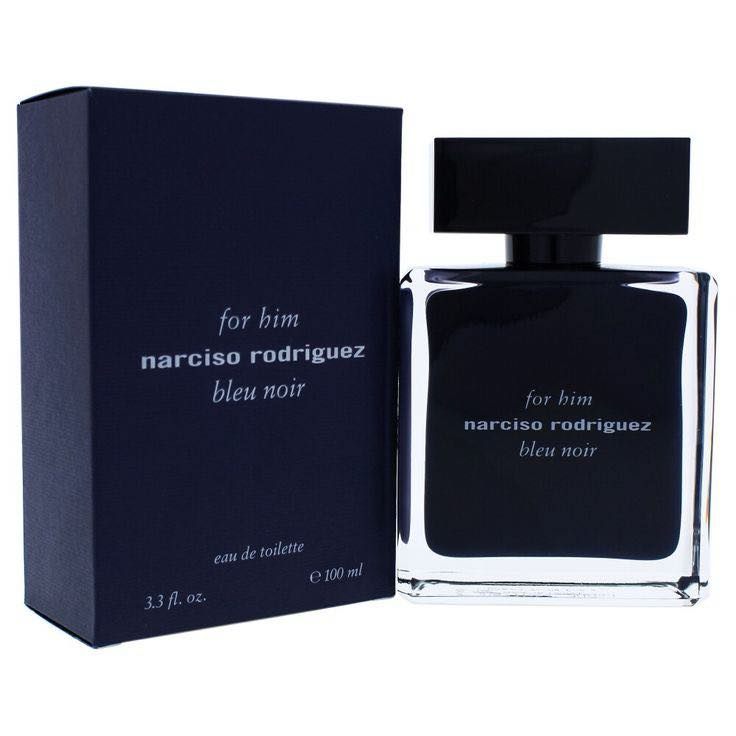 for him
narciso rodriguez
bleu noir
eau de toilette
3.3 fl. oz.
℮ 100 ml
for him
narciso rodriguez
bleu noir